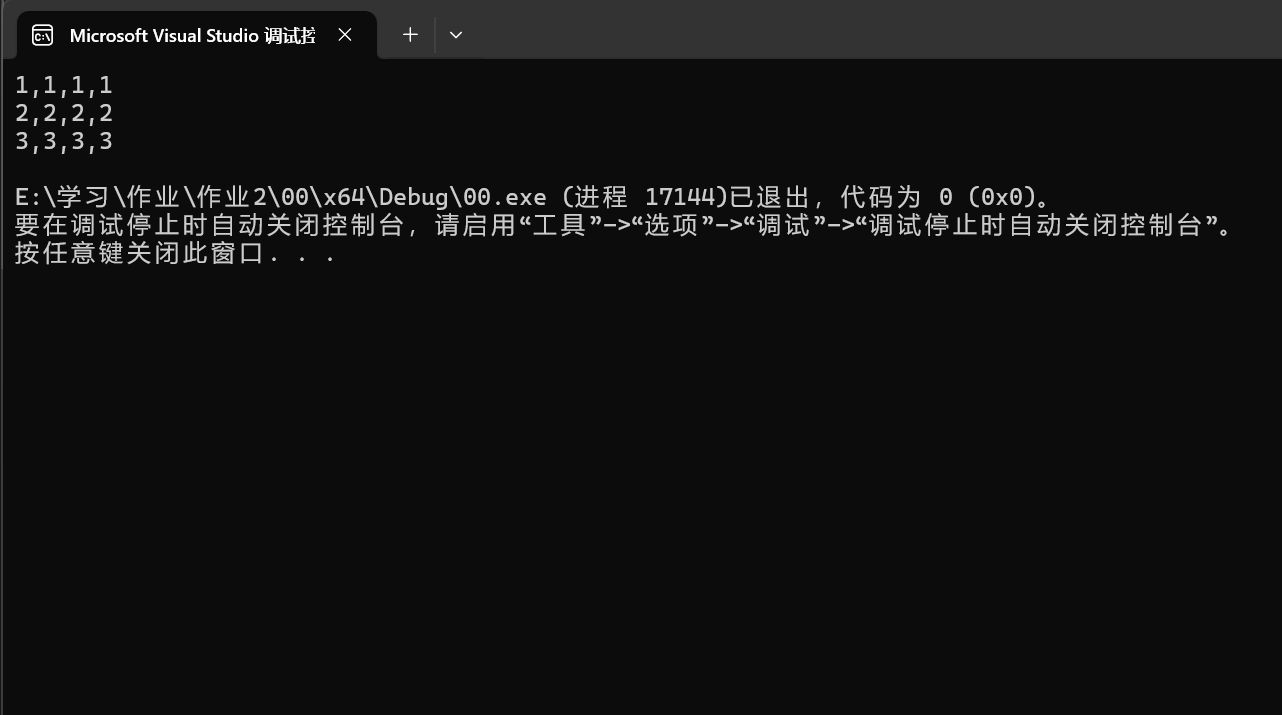 Microsoft Visual Studio 调试控
1,1,1,1
2,2,2,2
3,3,3,3
E:\学习\作业\作业2\00\x64\Debug\00.exe (进程 17144)已退出，代码为 0 (0x0)。
要在调试停止时自动关闭控制台，请启用“工具”->“选项”->“调试”->“调试停止时自动关闭控制台”。
按任意键关闭此窗口. . .